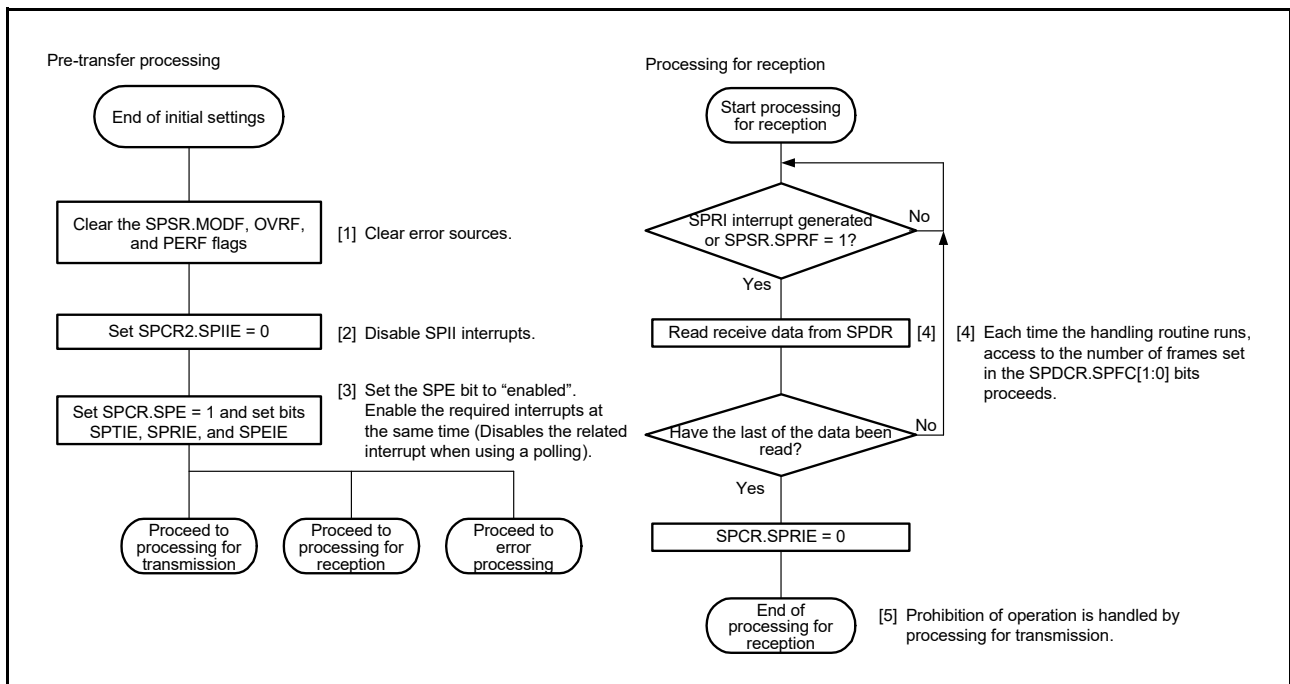 Pre-transfer processing
End of initial settings
Clear the SPSR.MODF, OVRF,
and PERF flags
[1] Clear error sources.
Set SPCR2.SPIIE = 0
[2] Disable SPII interrupts.
Set SPCR.SPE = 1 and set bits
SPTIE, SPRIE, and SPEIE
[3] Set the SPE bit to “enabled”.
Enable the required interrupts at
the same time (Disables the related
interrupt when using a polling).
Proceed to
processing for
transmission
Proceed to
processing for
reception
Proceed to
error
processing
Processing for reception
Start processing
for reception
SPRI interrupt generated
or SPSR.SPRF = 1?
No
Yes
Read receive data from SPDR
[4]
[4] Each time the handling routine runs,
access to the number of frames set
in the SPDCR.SPFC[1:0] bits
proceeds.
Have the last of the data been
read?
No
Yes
SPCR.SPRIE = 0
End of
processing for
reception
[5] Prohibition of operation is handled by
processing for transmission.